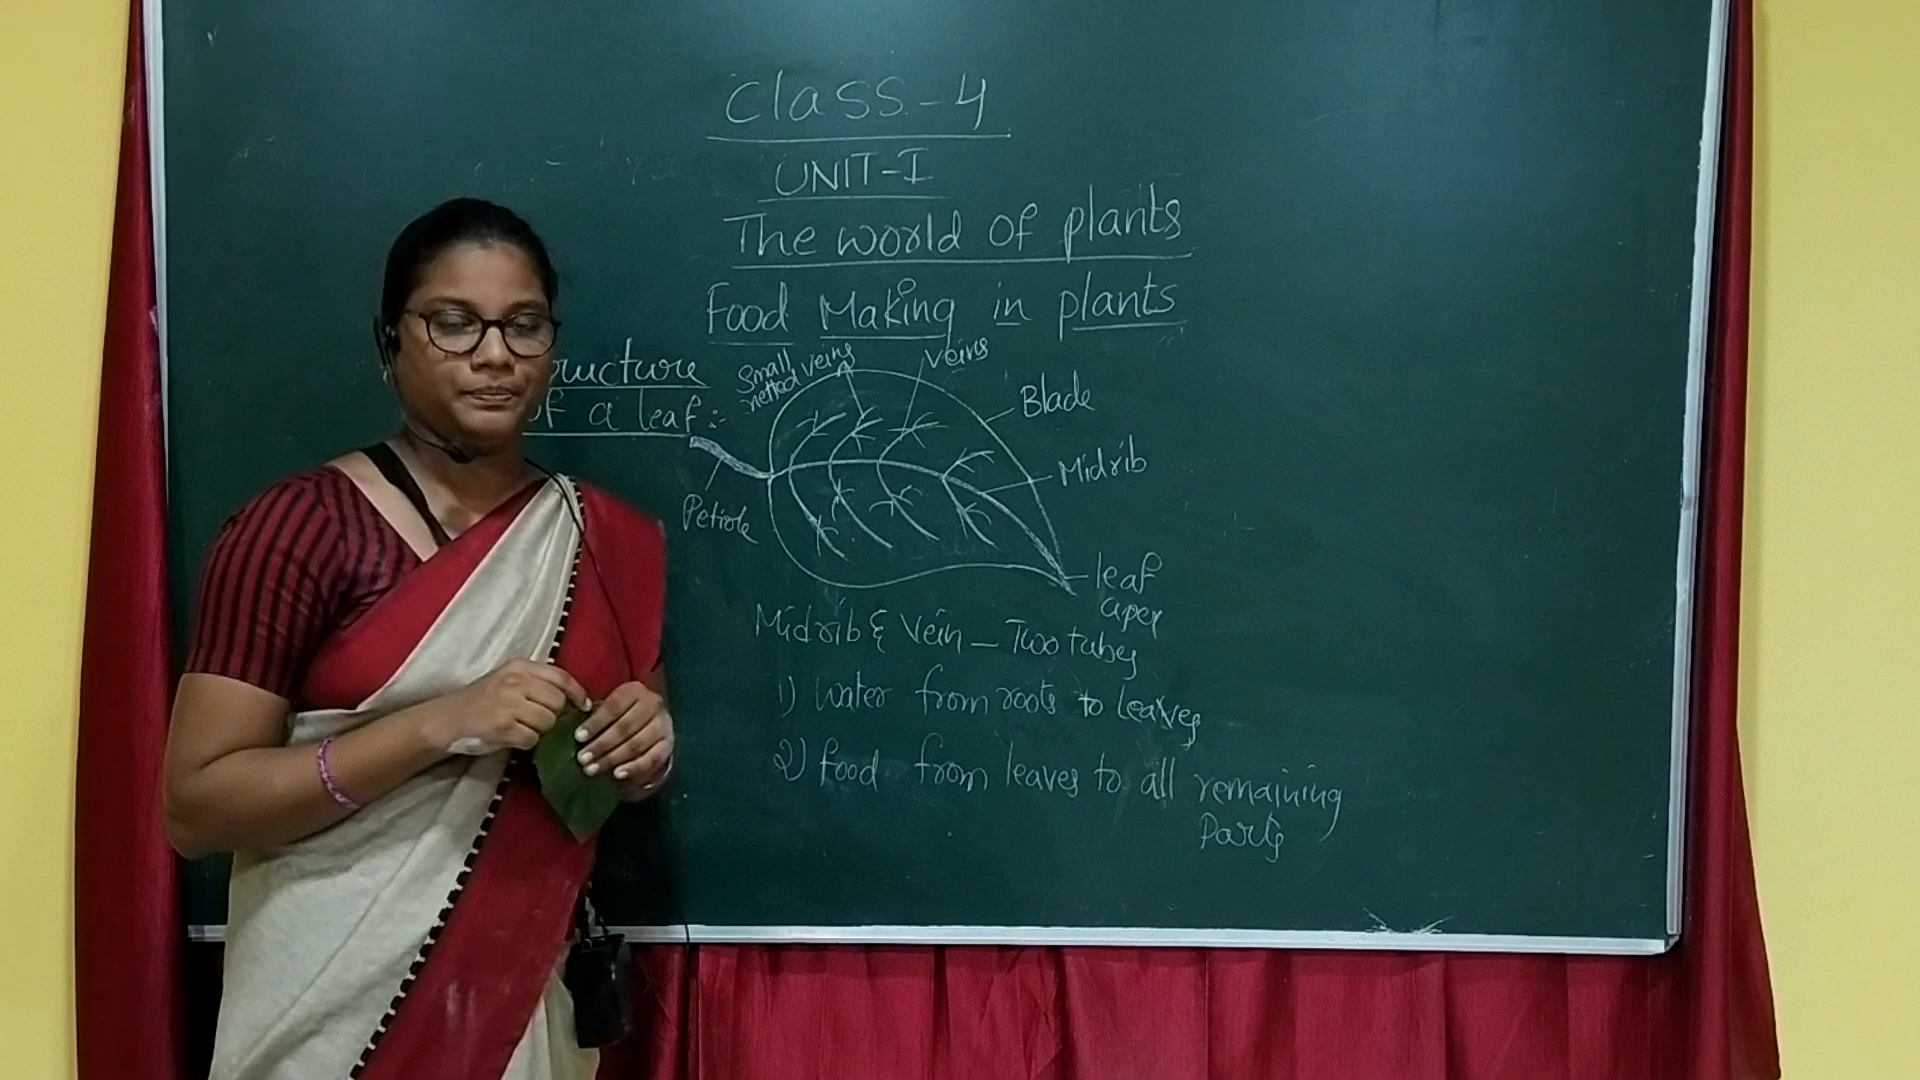 Class-4
UNIT-I
The world of plants
Food Making in plants
ructure
of a leaf:-
Small
netted veins
Veins
Blade
Midrib
Petiole
leaf
apex
Midrib & Vein - Two tubes
1) Water from roots to leaves
2) food from leaves to all remaining
Parts